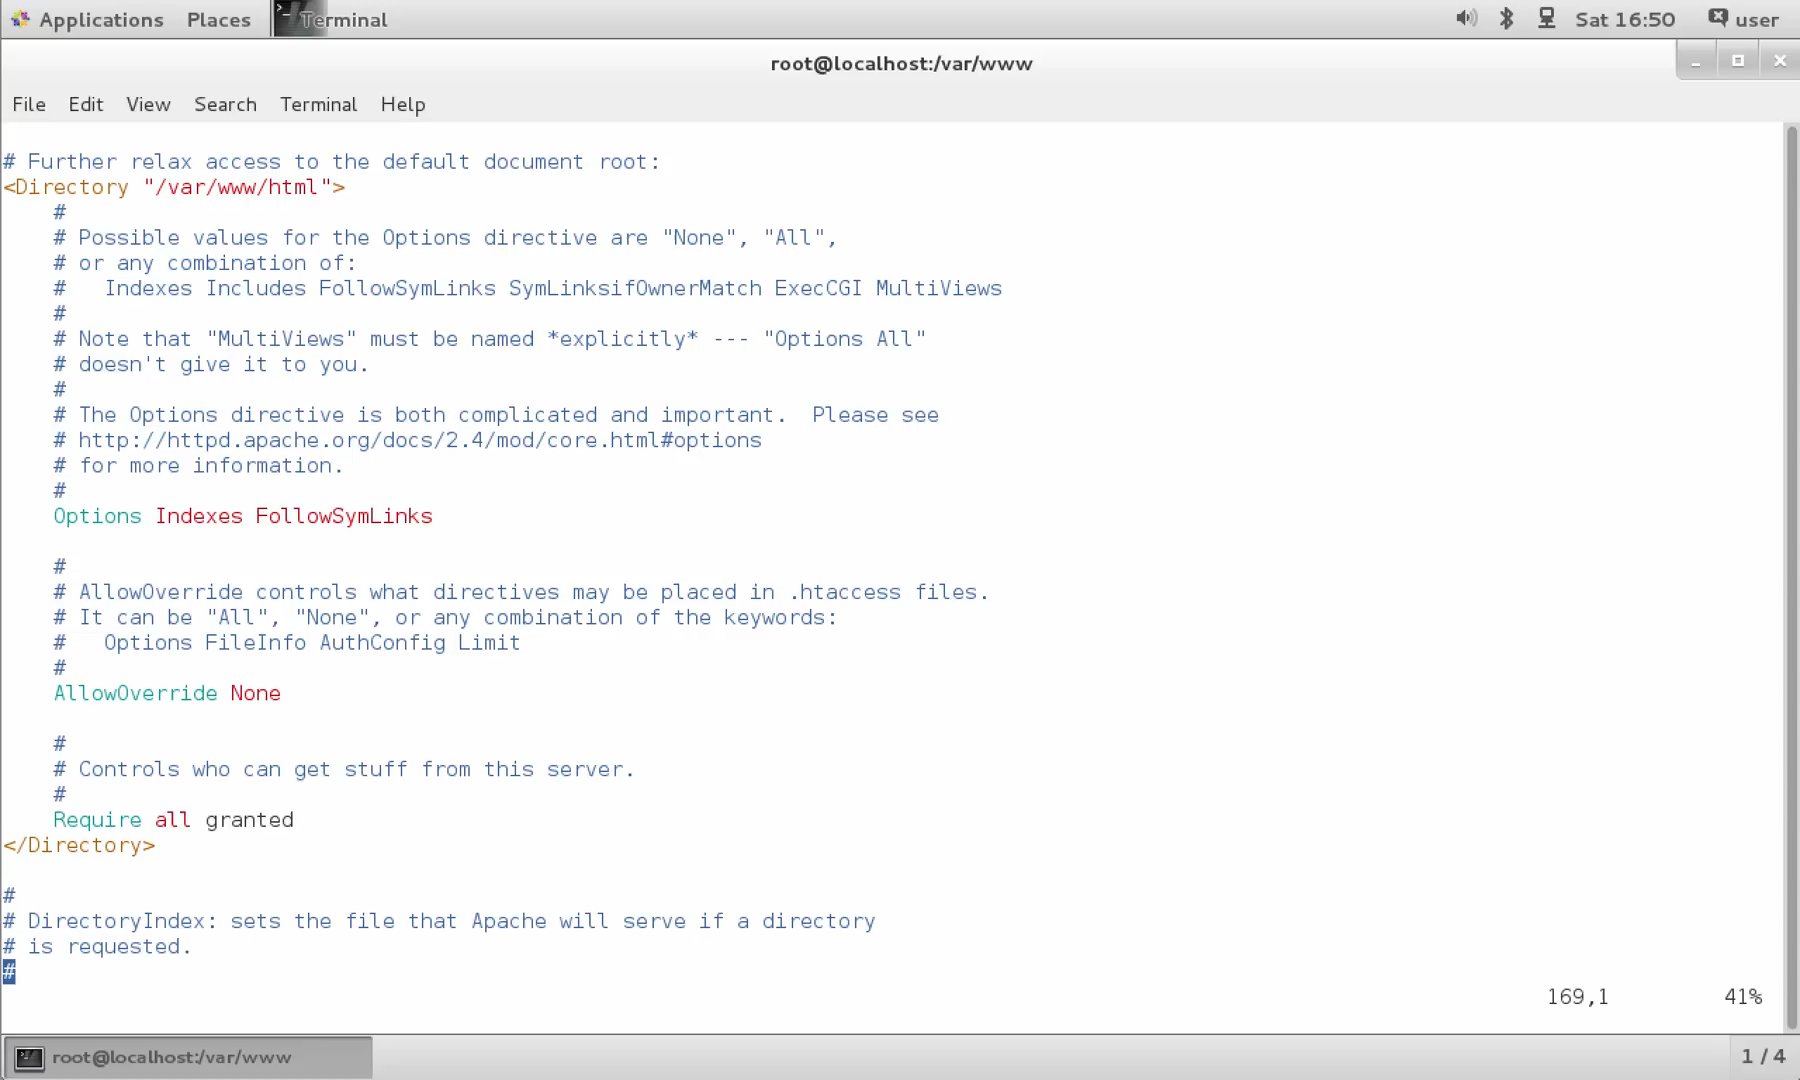 Applications Places Terminal Sat 16:50 user
root@localhost:/var/www
File Edit View Search Terminal Help
# Further relax access to the default document root:
<Directory "/var/www/html">
    #
    # Possible values for the Options directive are "None", "All",
    # or any combination of:
    #   Indexes Includes FollowSymLinks SymLinksifOwnerMatch ExecCGI MultiViews
    #
    # Note that "MultiViews" must be named *explicitly* --- "Options All"
    # doesn't give it to you.
    #
    # The Options directive is both complicated and important.  Please see
    # http://httpd.apache.org/docs/2.4/mod/core.html#options
    # for more information.
    #
    Options Indexes FollowSymLinks
    #
    # AllowOverride controls what directives may be placed in .htaccess files.
    # It can be "All", "None", or any combination of the keywords:
    #   Options FileInfo AuthConfig Limit
    #
    AllowOverride None
    #
    # Controls who can get stuff from this server.
    #
    Require all granted
</Directory>
#
# DirectoryIndex: sets the file that Apache will serve if a directory
# is requested.
#
169,1 41%
root@localhost:/var/www 1 / 4